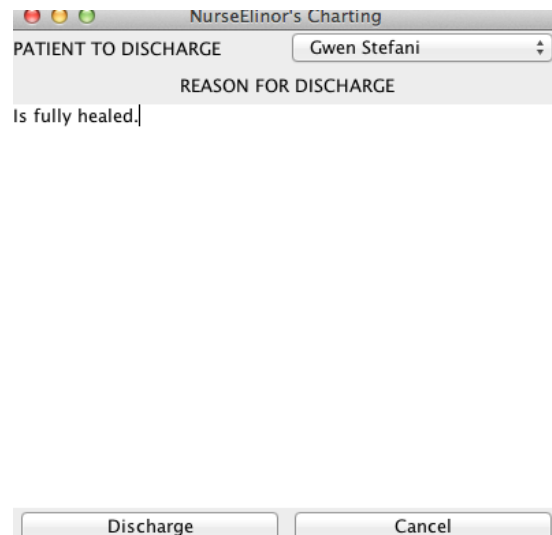 NurseElinor's Charting
PATIENT TO DISCHARGE Gwen Stefani
REASON FOR DISCHARGE
Is fully healed.
Discharge Cancel